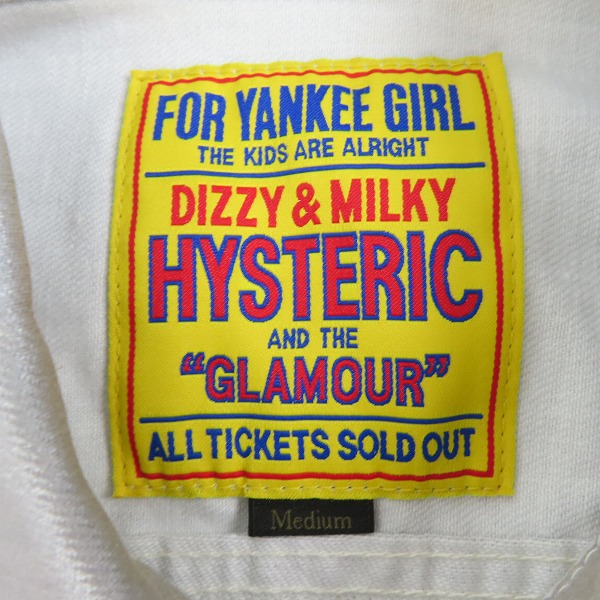 FOR YANKEE GIRL
THE KIDS ARE ALRIGHT
DIZZY & MILKY
HYSTERIC
AND THE
"GLAMOUR"
ALL TICKETS SOLD OUT
Medium